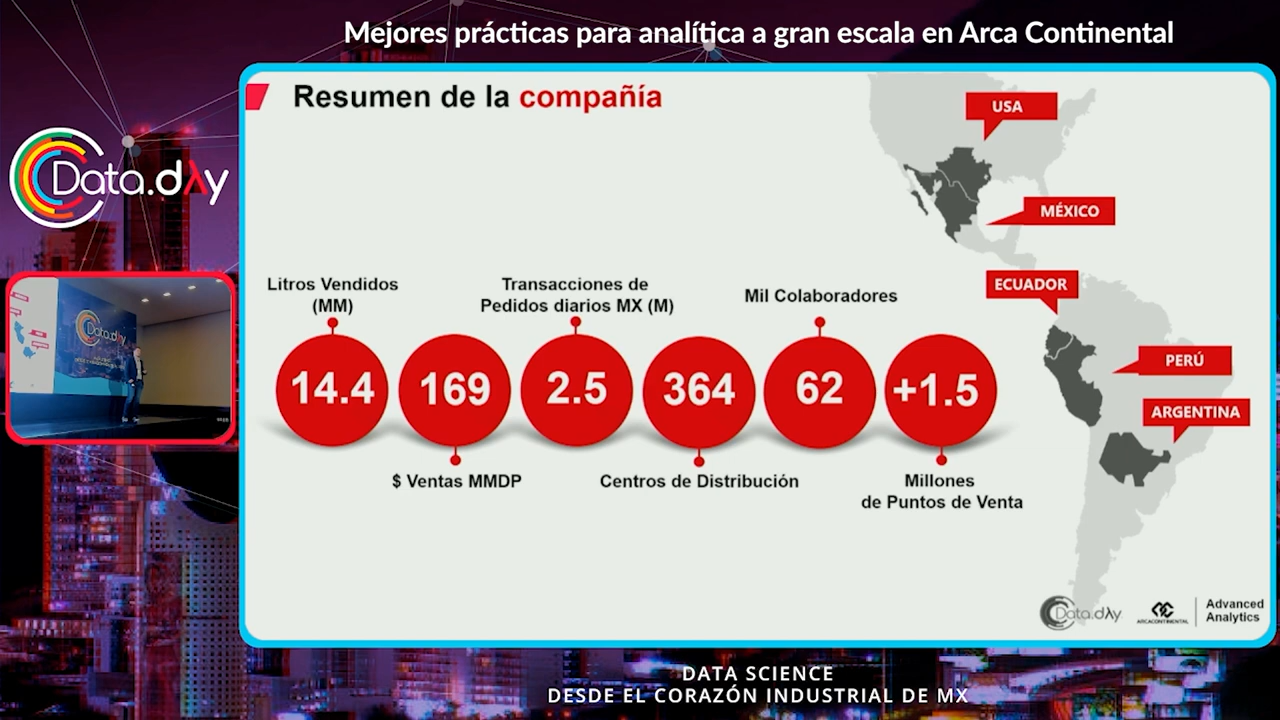 Mejores prácticas para analítica a gran escala en Arca Continental
Data.day
Resumen de la compañía
USA
MÉXICO
ECUADOR
PERÚ
ARGENTINA
Litros Vendidos
(MM)
14.4
169
$ Ventas MMDP
Transacciones de
Pedidos diarios MX (M)
2.5
364
Centros de Distribución
Mil Colaboradores
62
+1.5
Millones
de Puntos de Venta
Data.day
ARCACONTINENTAL
Advanced
Analytics
Data.day
DATA SCIENCE
DESDE EL CORAZÓN INDUSTRIAL DE MX